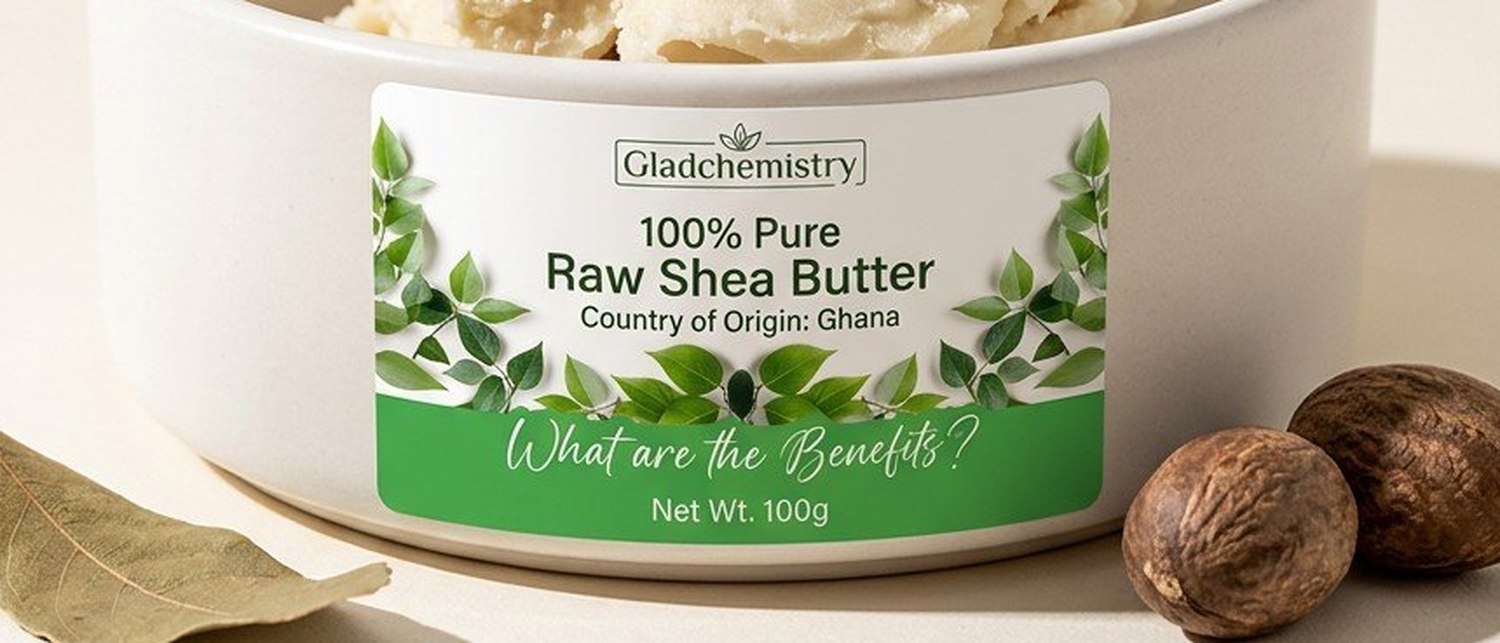 Gladchemistry
100% Pure
Raw Shea Butter
Country of Origin: Ghana
What are the Benefits?
Net Wt. 100g